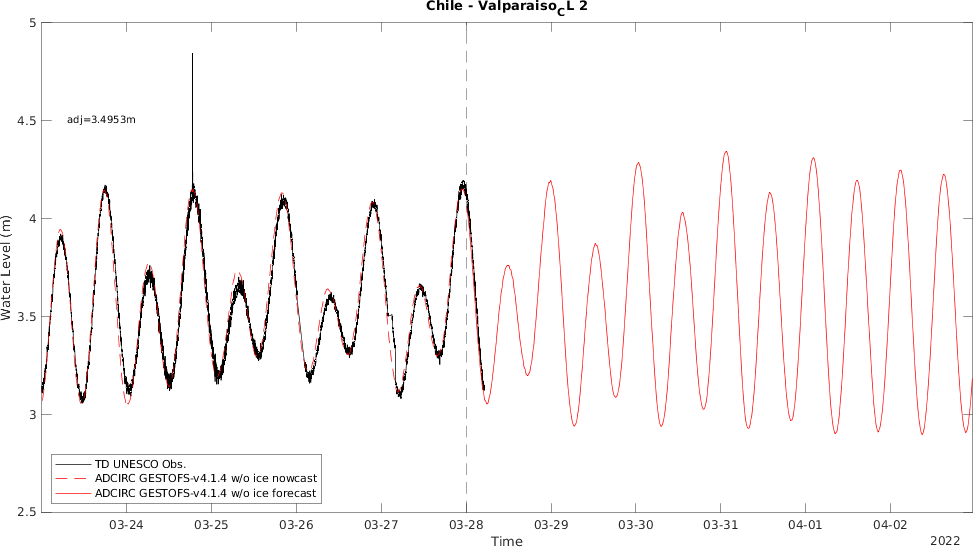 Chile - Valparaiso_CL 2
5
4.5
adj=3.4953m
4
Water Level (m)
3.5
3
TD UNESCO Obs.
ADCIRC GESTOFS-v4.1.4 w/o ice nowcast
ADCIRC GESTOFS-v4.1.4 w/o ice forecast
2.5
03-24 03-25 03-26 03-27 03-28 03-29 03-30 03-31 04-01 04-02
Time
2022